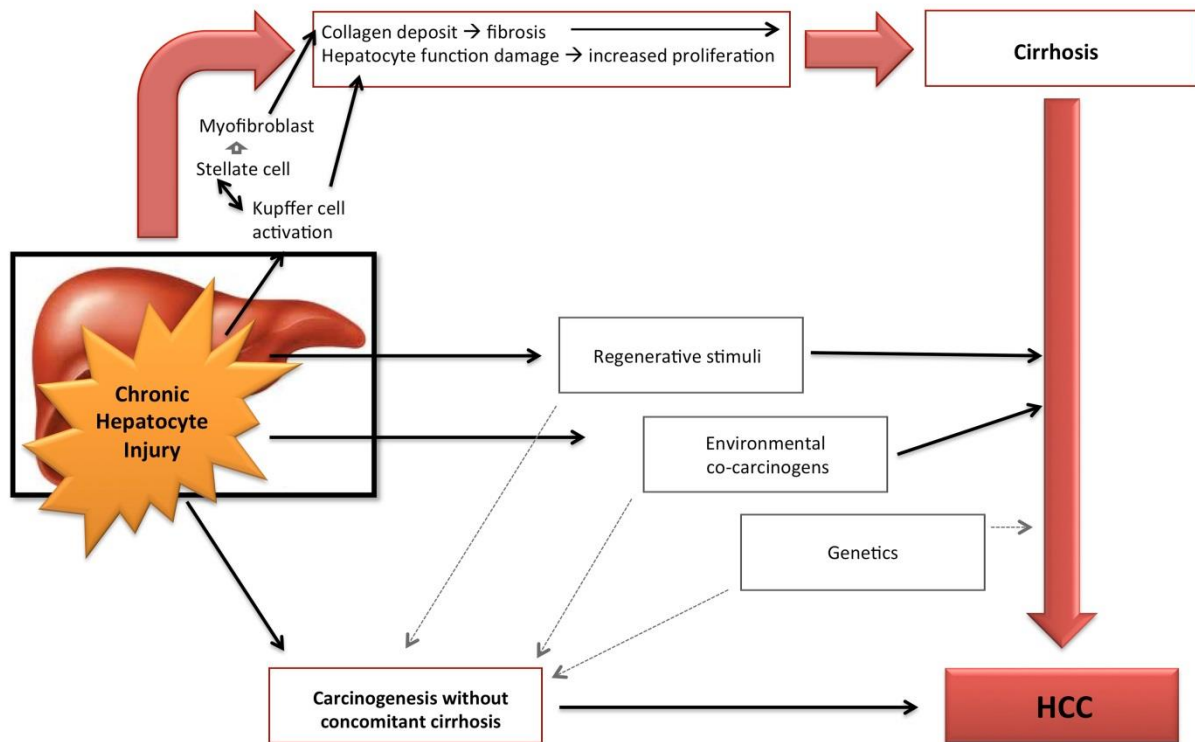 Collagen deposit → fibrosis
Hepatocyte function damage → increased proliferation
Cirrhosis
Myofibroblast
Stellate cell
Kupffer cell
activation
Chronic
Hepatocyte
Injury
Regenerative stimuli
Environmental
co-carcinogens
Genetics
Carcinogenesis without
concomitant cirrhosis
HCC